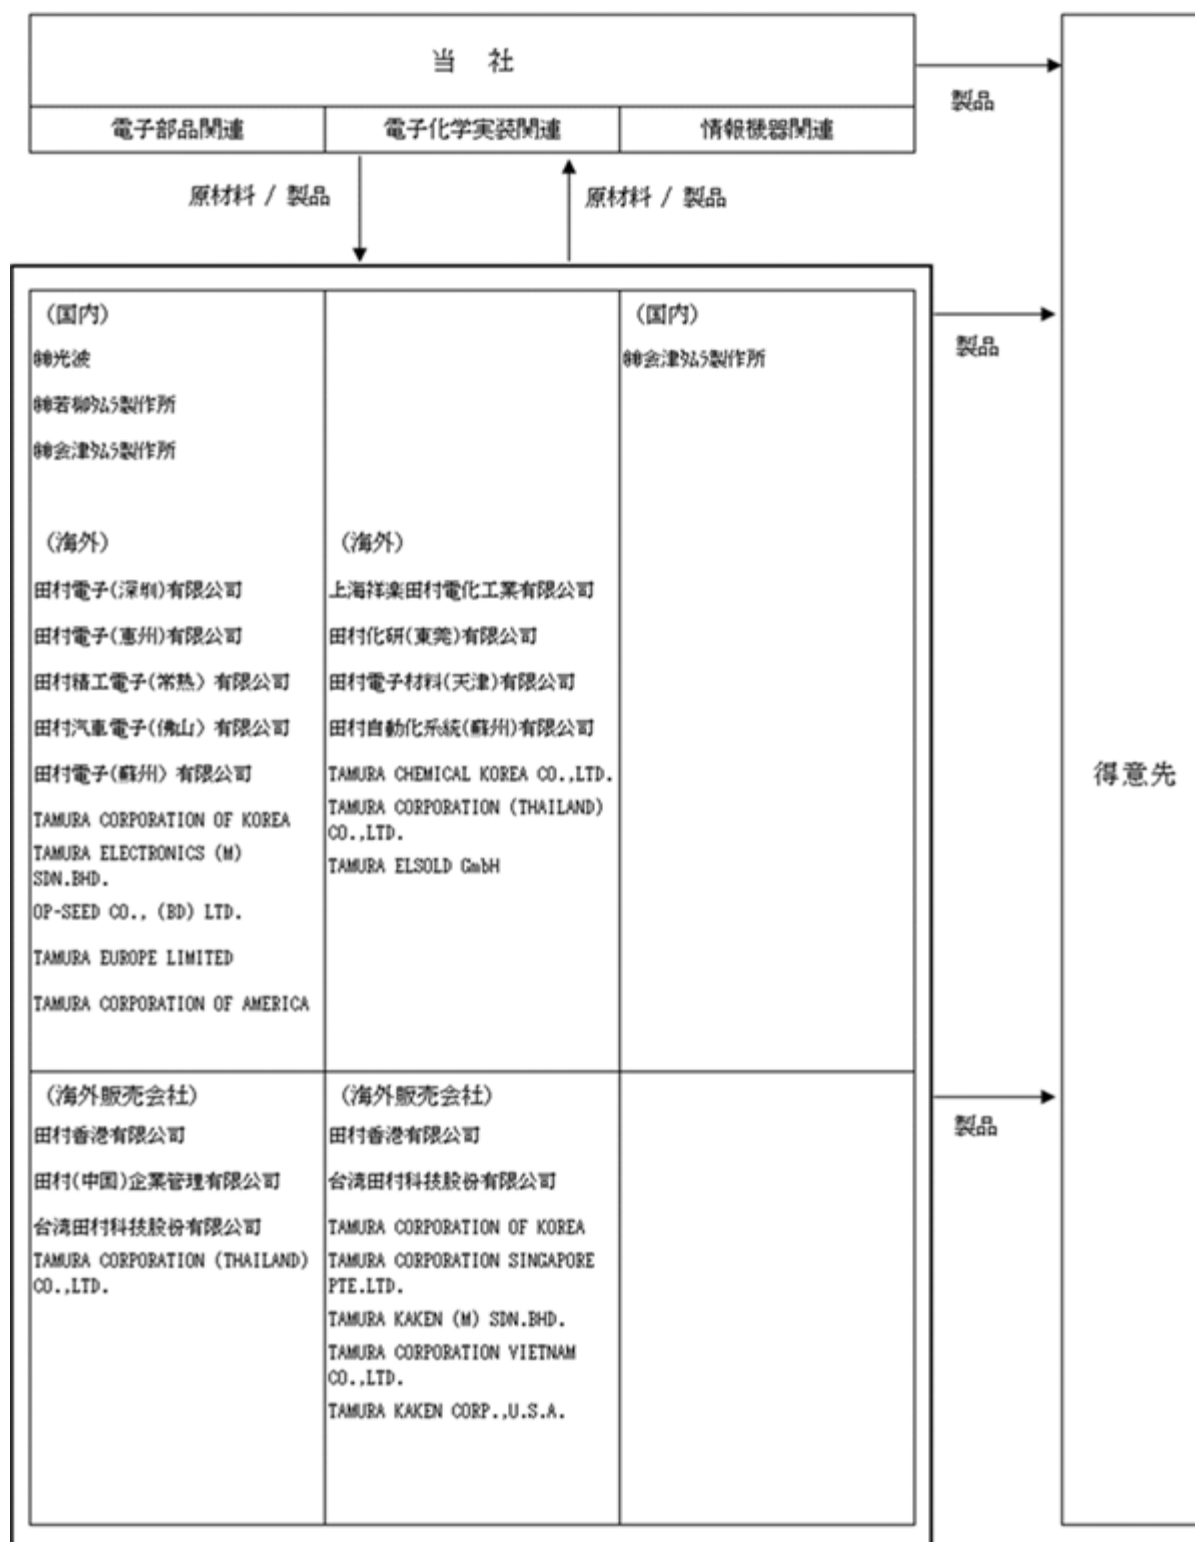 当 社
電子部品関連
電子化学実装関連
情報機器関連
製品
原材料 / 製品
原材料 / 製品
(国内)
㈱光波
㈱若柳タムラ製作所
㈱会津タムラ製作所
(海外)
田村電子(深圳)有限公司
田村電子(惠州)有限公司
田村精工電子(常熟) 有限公司
田村汽車電子(佛山) 有限公司
田村電子(蘇州) 有限公司
TAMURA CORPORATION OF KOREA
TAMURA ELECTRONICS (M)
SDN.BHD.
OP-SEED CO., (BD) LTD.
TAMURA EUROPE LIMITED
TAMURA CORPORATION OF AMERICA
(海外)
上海祥楽田村電化工業有限公司
田村化研(東莞)有限公司
田村電子材料(天津)有限公司
田村自動化系統(蘇州)有限公司
TAMURA CHEMICAL KOREA CO.,LTD.
TAMURA CORPORATION (THAILAND)
CO.,LTD.
TAMURA ELSOLD GmbH
(国内)
㈱会津タムラ製作所
製品
(海外販売会社)
田村香港有限公司
田村(中国)企業管理有限公司
台湾田村科技股份有限公司
TAMURA CORPORATION (THAILAND)
CO.,LTD.
(海外販売会社)
田村香港有限公司
台湾田村科技股份有限公司
TAMURA CORPORATION OF KOREA
TAMURA CORPORATION SINGAPORE
PTE.LTD.
TAMURA KAKEN (M) SDN.BHD.
TAMURA CORPORATION VIETNAM
CO.,LTD.
TAMURA KAKEN CORP.,U.S.A.
製品
得意先